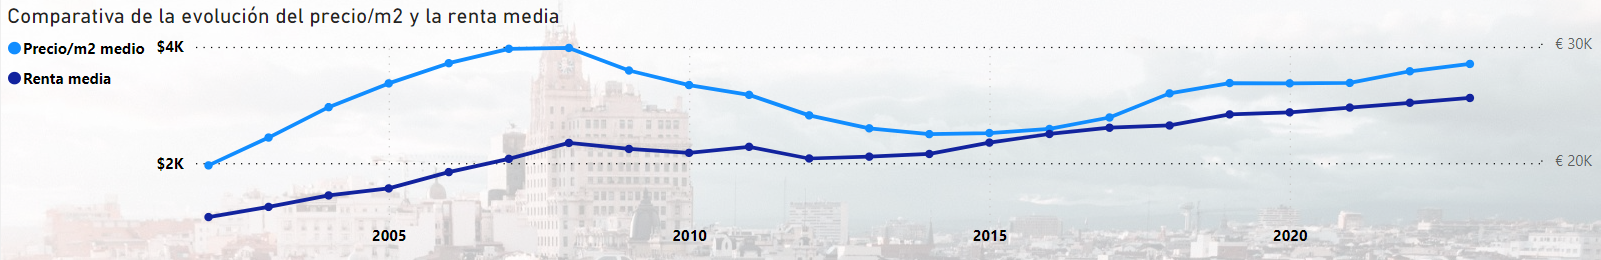 Comparativa de la evolución del precio/m2 y la renta media
Precio/m2 medio
Renta media
$4K
$2K
€ 30K
€ 20K
2005 2010 2015 2020